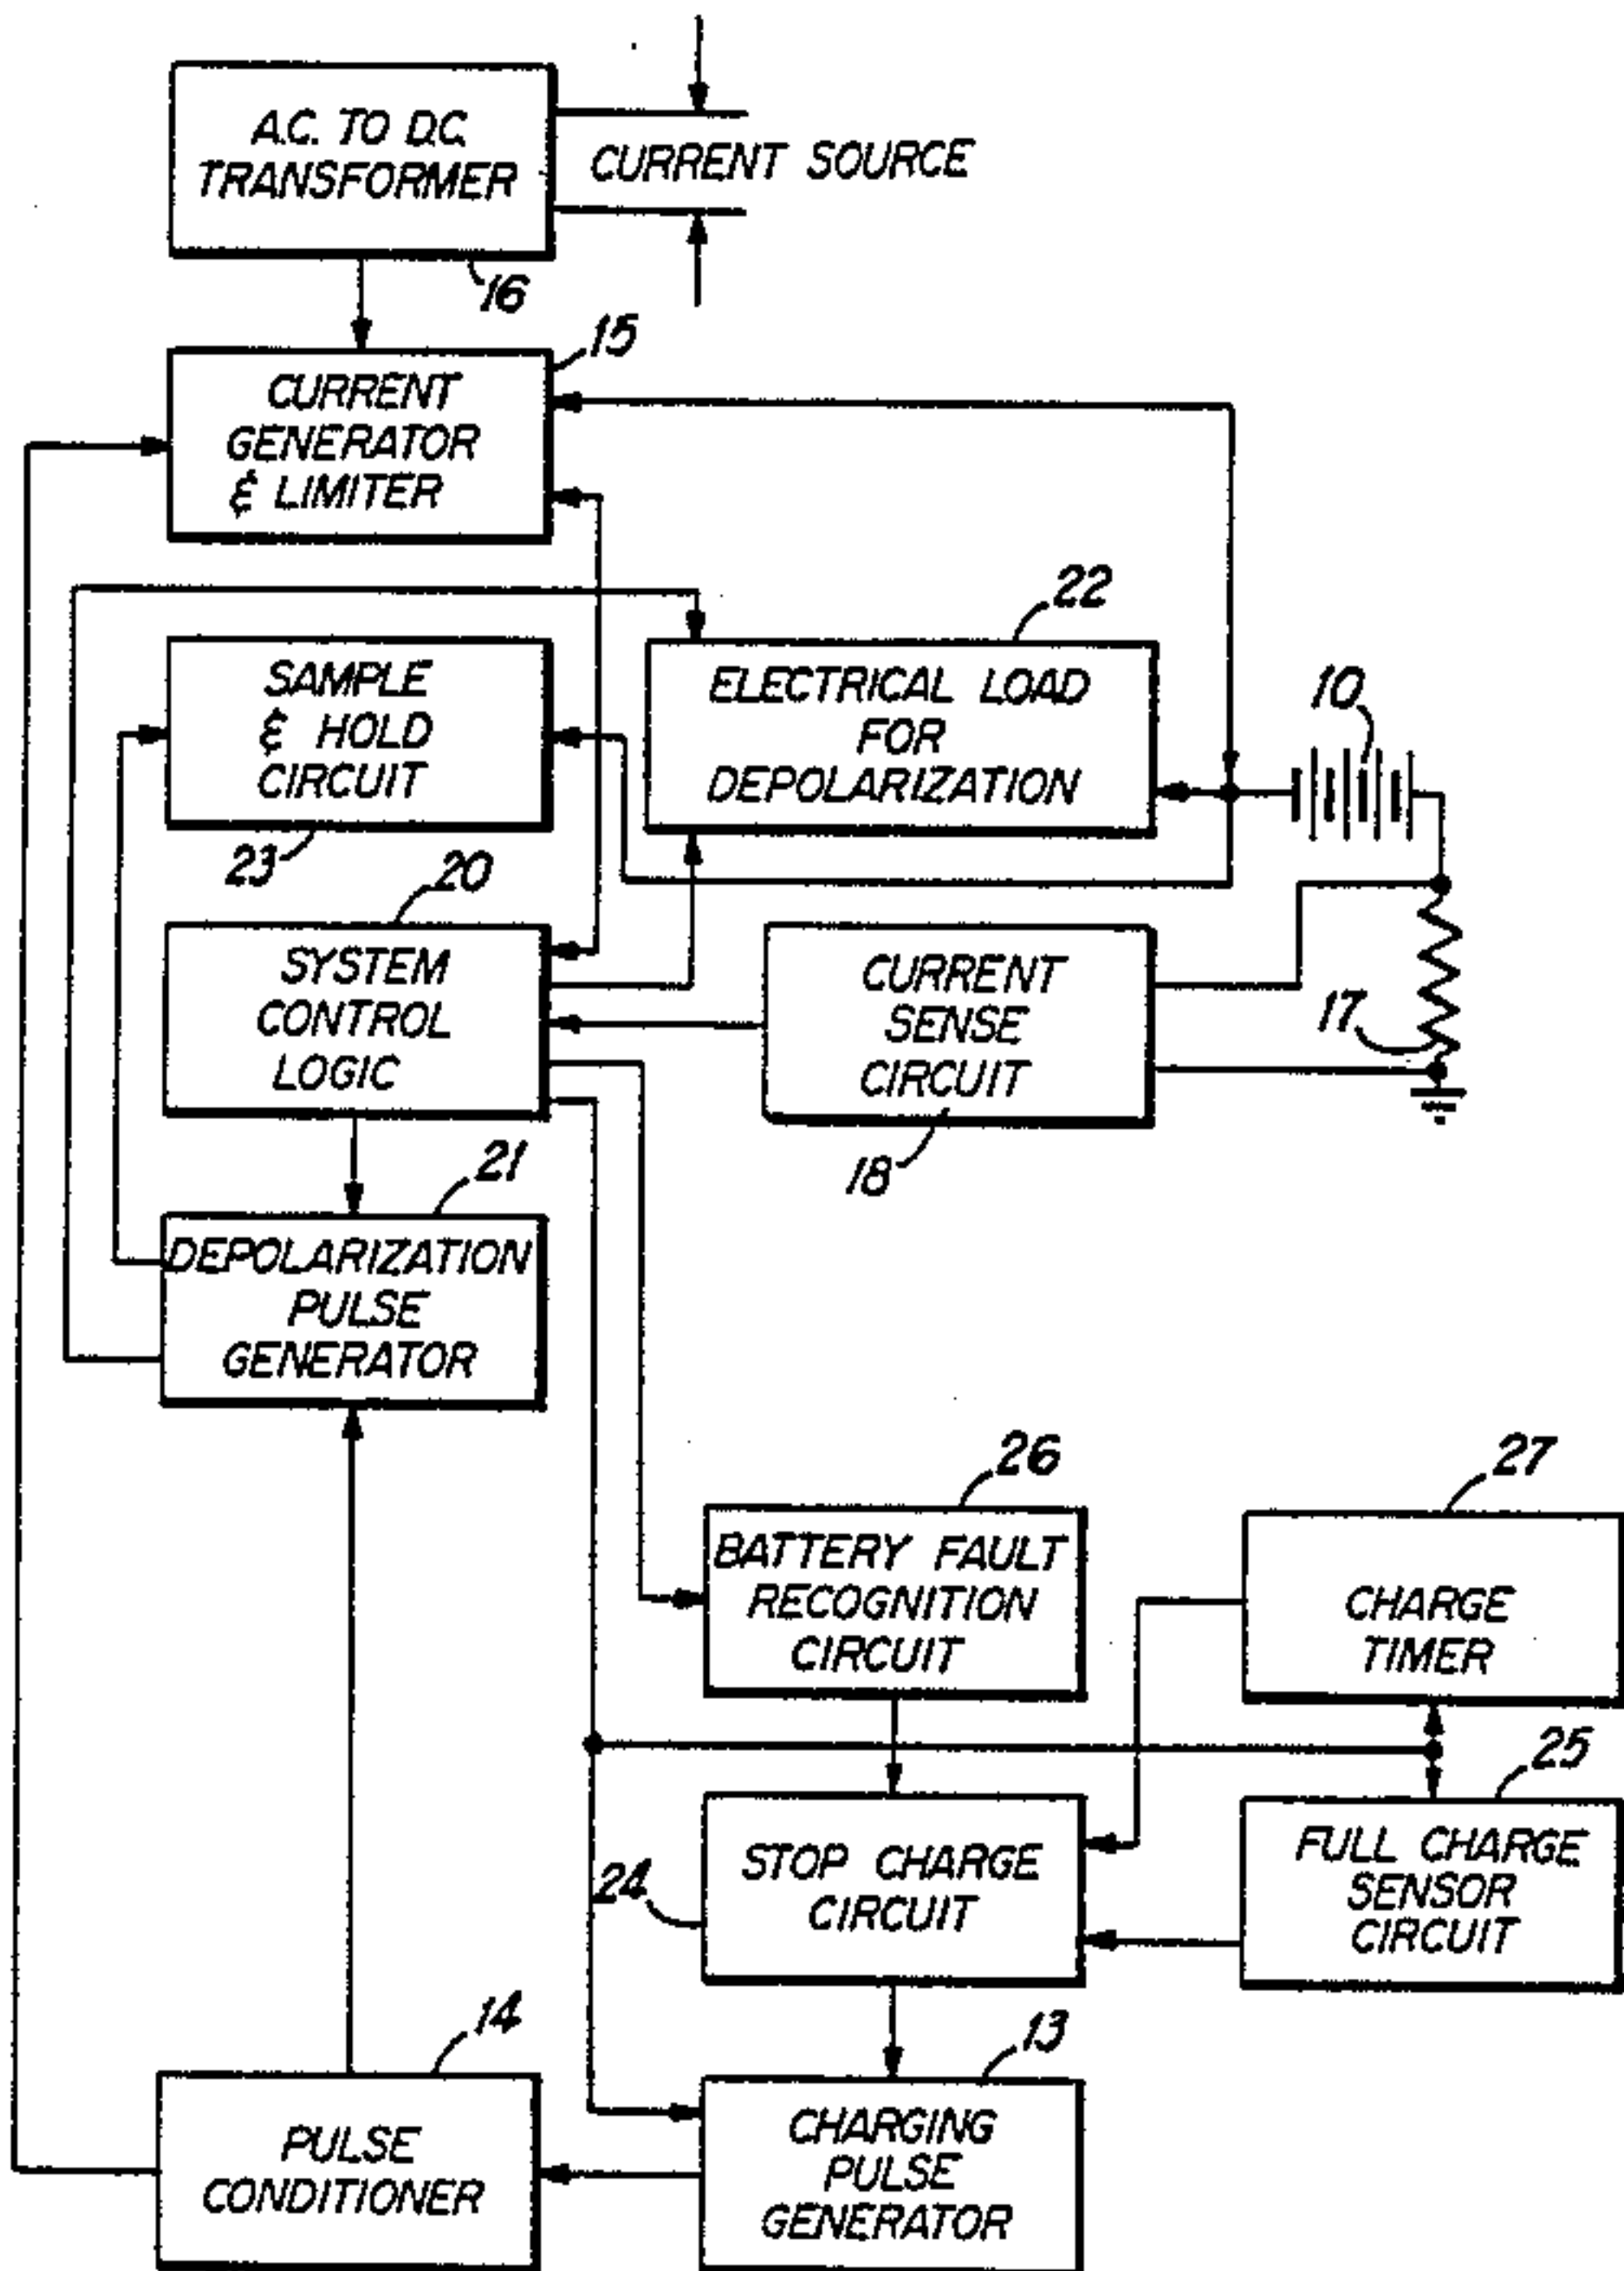 A.C. TO D.C.
TRANSFORMER
CURRENT SOURCE
16
15
CURRENT
GENERATOR
& LIMITER
22
SAMPLE
& HOLD
CIRCUIT
23
ELECTRICAL LOAD
FOR
DEPOLARIZATION
10
20
SYSTEM
CONTROL
LOGIC
CURRENT
SENSE
CIRCUIT
17
18
21
DEPOLARIZATION
PULSE
GENERATOR
26
27
BATTERY FAULT
RECOGNITION
CIRCUIT
CHARGE
TIMER
25
STOP CHARGE
CIRCUIT
24
FULL CHARGE
SENSOR
CIRCUIT
14
13
PULSE
CONDITIONER
CHARGING
PULSE
GENERATOR